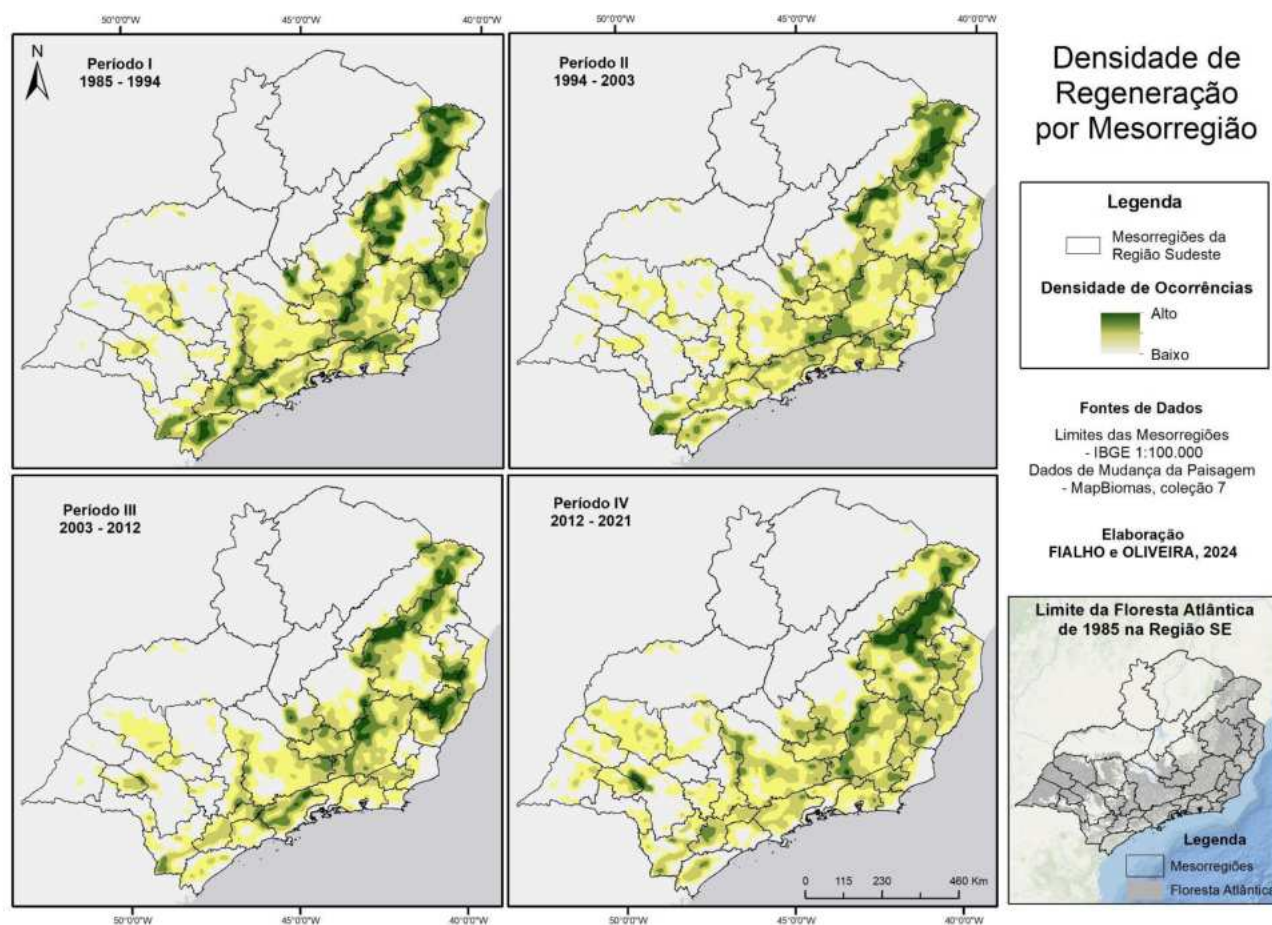 50°0'0"W 45°0'0"W 40°0'0"W 50°0'0"W 45°0'0"W 40°0'0"W
N
Período I
1985 - 1994
Período II
1994 - 2003
Período III
2003 - 2012
Período IV
2012 - 2021
0 115 230 460 Km
50°0'0"W 45°0'0"W 40°0'0"W 50°0'0"W 45°0'0"W 40°0'0"W
Densidade de
Regeneração
por Mesorregião
Legenda
Mesorregiões da
Região Sudeste
Densidade de Ocorrências
Alto
Baixo
Fontes de Dados
Limites das Mesorregiões
- IBGE 1:100.000
Dados de Mudança da Paisagem
- MapBiomas, coleção 7
Elaboração
FIALHO e OLIVEIRA, 2024
Limite da Floresta Atlântica
de 1985 na Região SE
Legenda
Mesorregiões
Floresta Atlântica